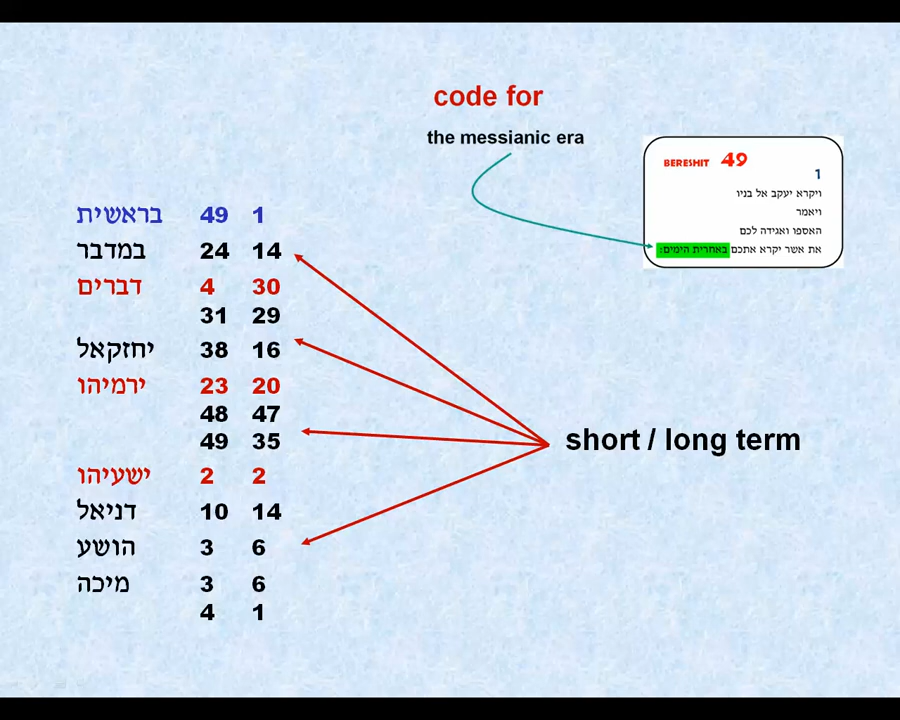 code for
the messianic era
BERESHIT 49
1
ויקרא יעקב אל בניו
ויאמר
האספו ואגידה לכם
את אשר יקרא אתכם באחרית הימים:
בראשית 49 1
במדבר 24 14
דברים 4 30
31 29
יחזקאל 38 16
ירמיהו 23 20
48 47
49 35
ישעיהו 2 2
דניאל 10 14
הושע 3 6
מיכה 3 6
4 1
short / long term